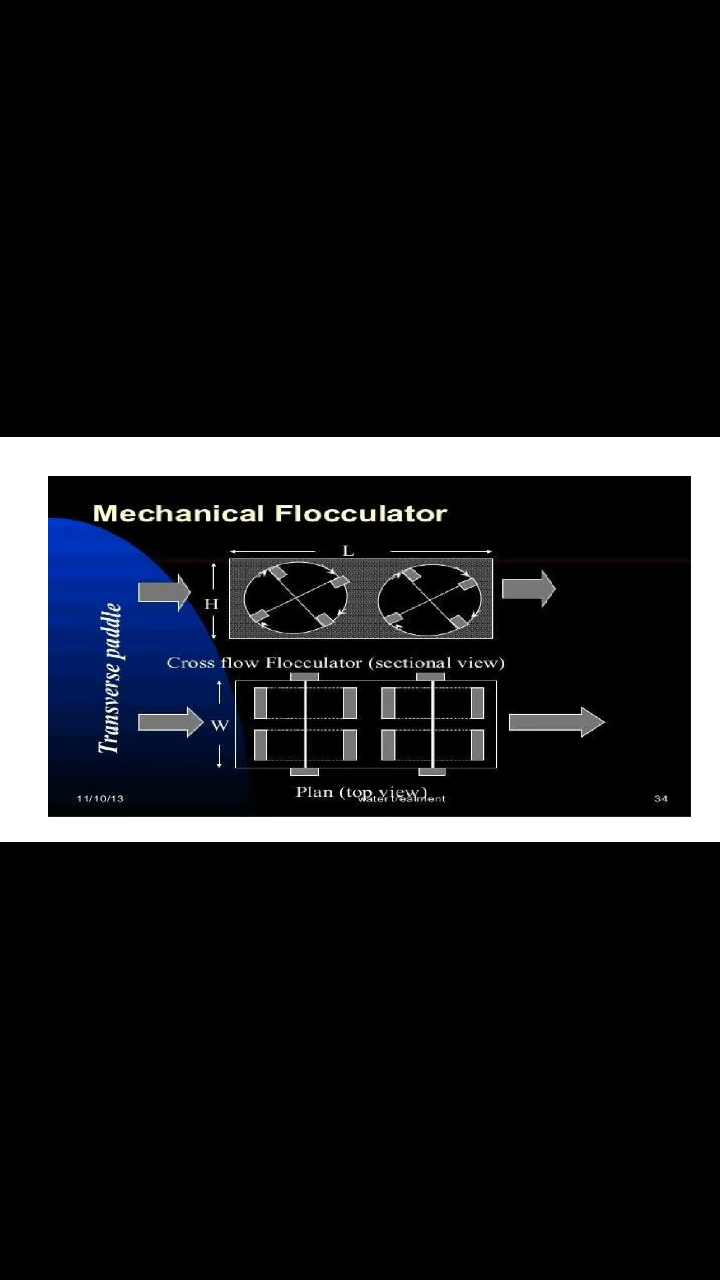 Mechanical Flocculator
L
H
Transverse paddle
Cross flow Flocculator (sectional view)
W
Plan (top view)
11/10/13
water treatment
34